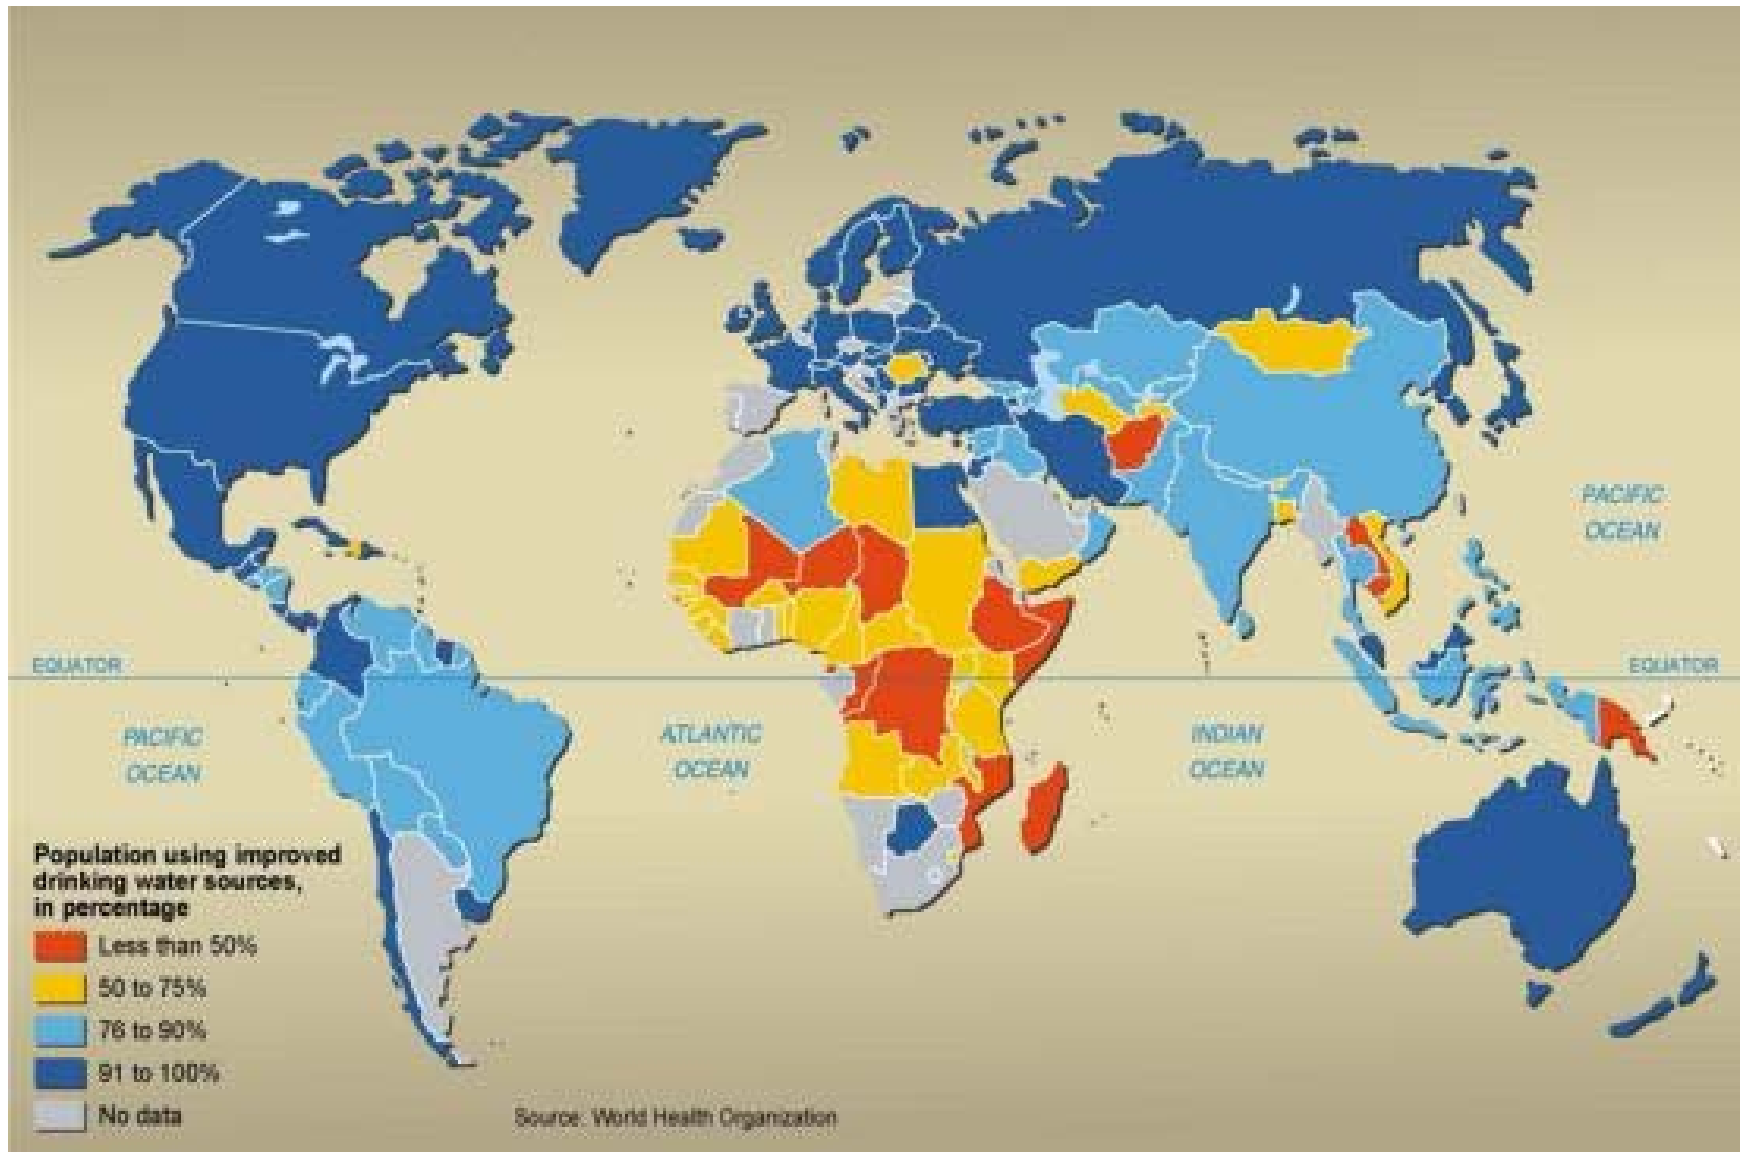 PACIFIC
OCEAN
EQUATOR
EQUATOR
PACIFIC
OCEAN
ATLANTIC
OCEAN
INDIAN
OCEAN
Population using improved
drinking water sources,
in percentage
Less than 50%
50 to 75%
76 to 90%
91 to 100%
No data
Source: World Health Organization